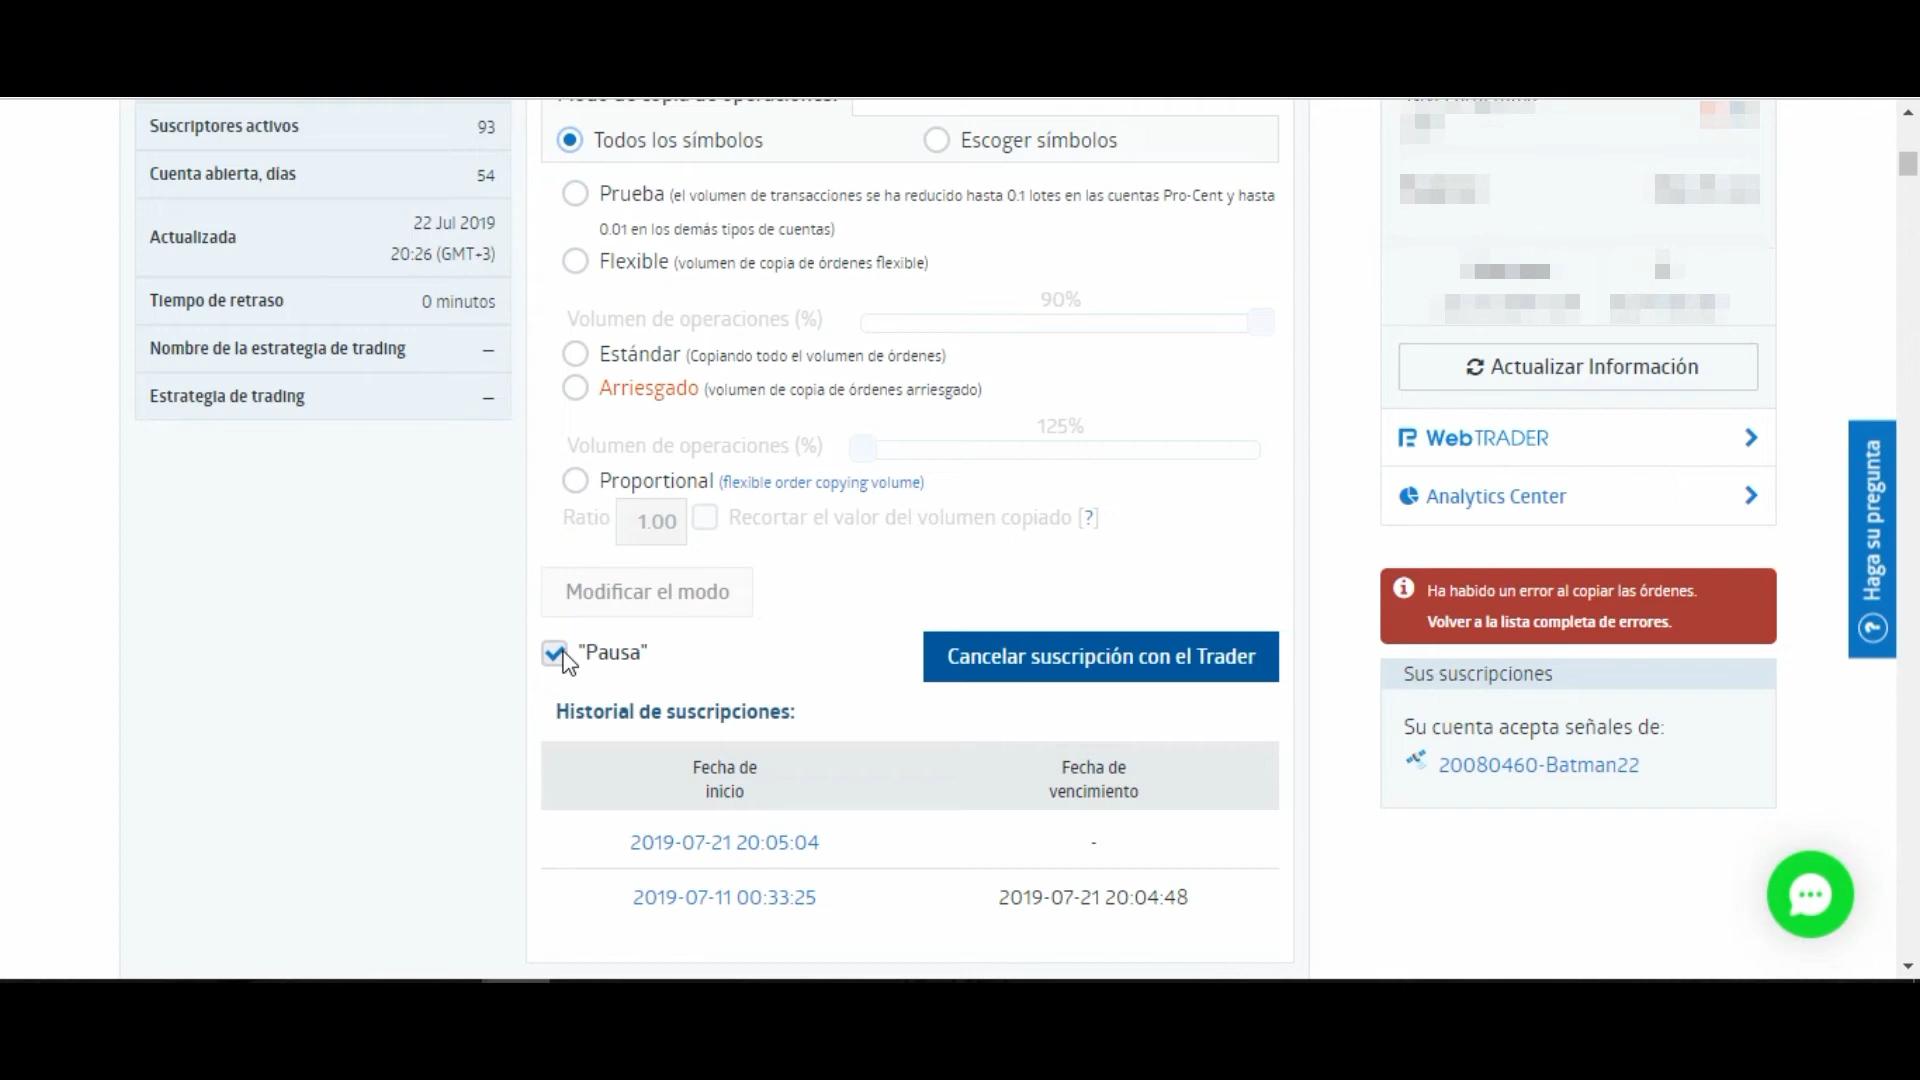 Suscriptores activos 93
Cuenta abierta, días 54
Actualizada 22 Jul 2019
20:26 (GMT+3)
Tiempo de retraso 0 minutos
Nombre de la estrategia de trading –
Estrategia de trading –
Todos los símbolos Escoger símbolos
Prueba (el volumen de transacciones se ha reducido hasta 0.1 lotes en las cuentas Pro-Cent y hasta
0.01 en los demás tipos de cuentas)
Flexible (volumen de copia de órdenes flexible)
90%
Volumen de operaciones (%)
Estándar (Copiando todo el volumen de órdenes)
Arriesgado (volumen de copia de órdenes arriesgado)
125%
Volumen de operaciones (%)
Proportional (flexible order copying volume)
Ratio 1.00 Recortar el valor del volumen copiado [?]
Modificar el modo
"Pausa" Cancelar suscripción con el Trader
Historial de suscripciones:
Fecha de inicio
Fecha de vencimiento
2019-07-21 20:05:04 -
2019-07-11 00:33:25 2019-07-21 20:04:48
Actualizar Información
WebTRADER
Analytics Center
Ha habido un error al copiar las órdenes.
Volver a la lista completa de errores.
Sus suscripciones
Su cuenta acepta señales de:
20080460-Batman22
Haga su pregunta